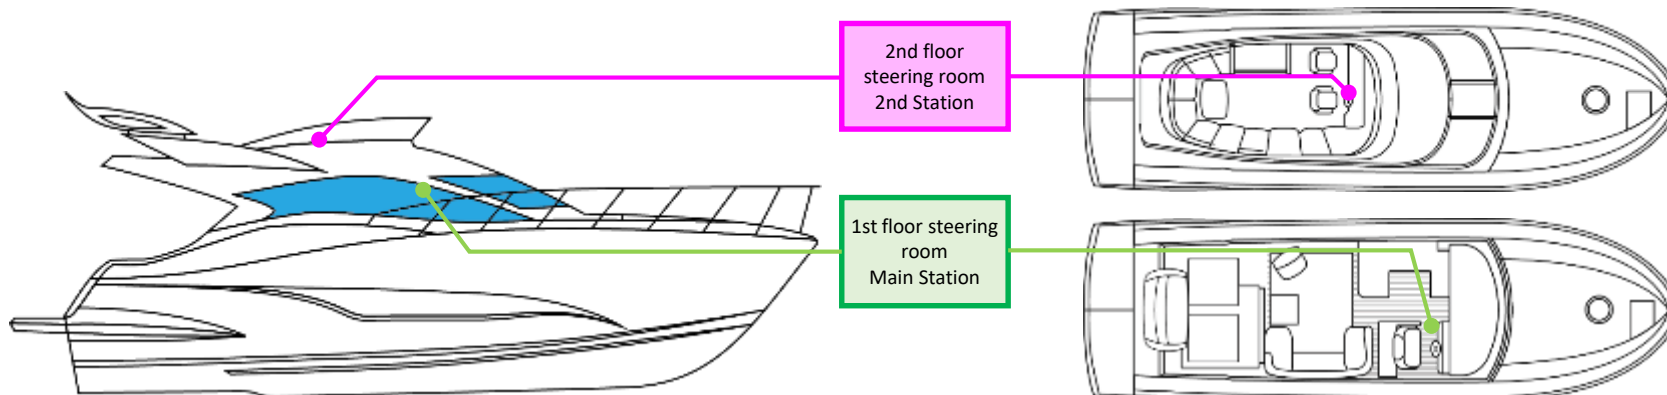 2nd floor
steering room
2nd Station
1st floor steering
room
Main Station